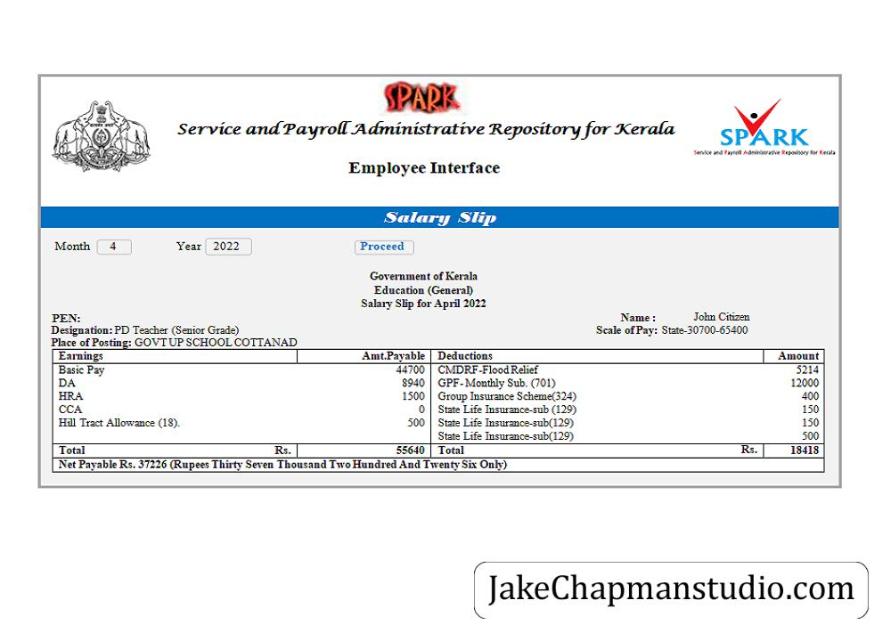 SPARK
Service and Payroll Administrative Repository for Kerala
SPARK
Service and Payroll Administrative Repository for Kerala
Employee Interface
Salary Slip
Month 4 Year 2022 Proceed
Government of Kerala
Education (General)
Salary Slip for April 2022
PEN: Name : John Citizen
Designation: PD Teacher (Senior Grade) Scale of Pay: State-30700-65400
Place of Posting: GOVT UP SCHOOL COTTANAD
Earnings Amt.Payable Deductions Amount
Basic Pay 44700 CMDRF-Flood Relief 5214
DA 8940 GPF- Monthly Sub. (701) 12000
HRA 1500 Group Insurance Scheme(324) 400
CCA 0 State Life Insurance-sub (129) 150
Hill Tract Allowance (18). 500 State Life Insurance-sub(129) 150
State Life Insurance-sub(129) 500
Total Rs. 55640 Total Rs. 18418
Net Payable Rs. 37226 (Rupees Thirty Seven Thousand Two Hundred And Twenty Six Only)
JakeChapmanstudio.com